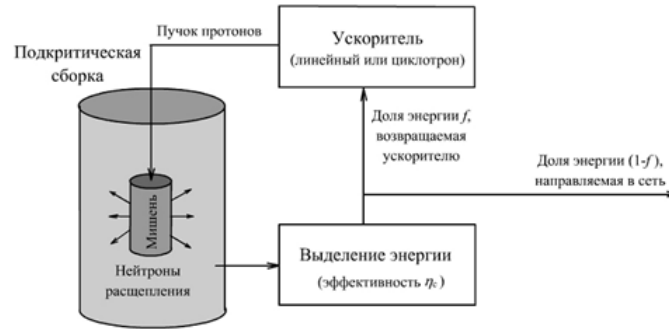 Пучок протонов
Подкритическая
сборка
Ускоритель
(линейный или циклотрон)
Доля энергии f,
возвращаемая
ускорителю
Доля энергии (1-f),
направляемая в сеть
Мишень
Нейтроны
расщепления
Выделение энергии
(эффективность ηc)